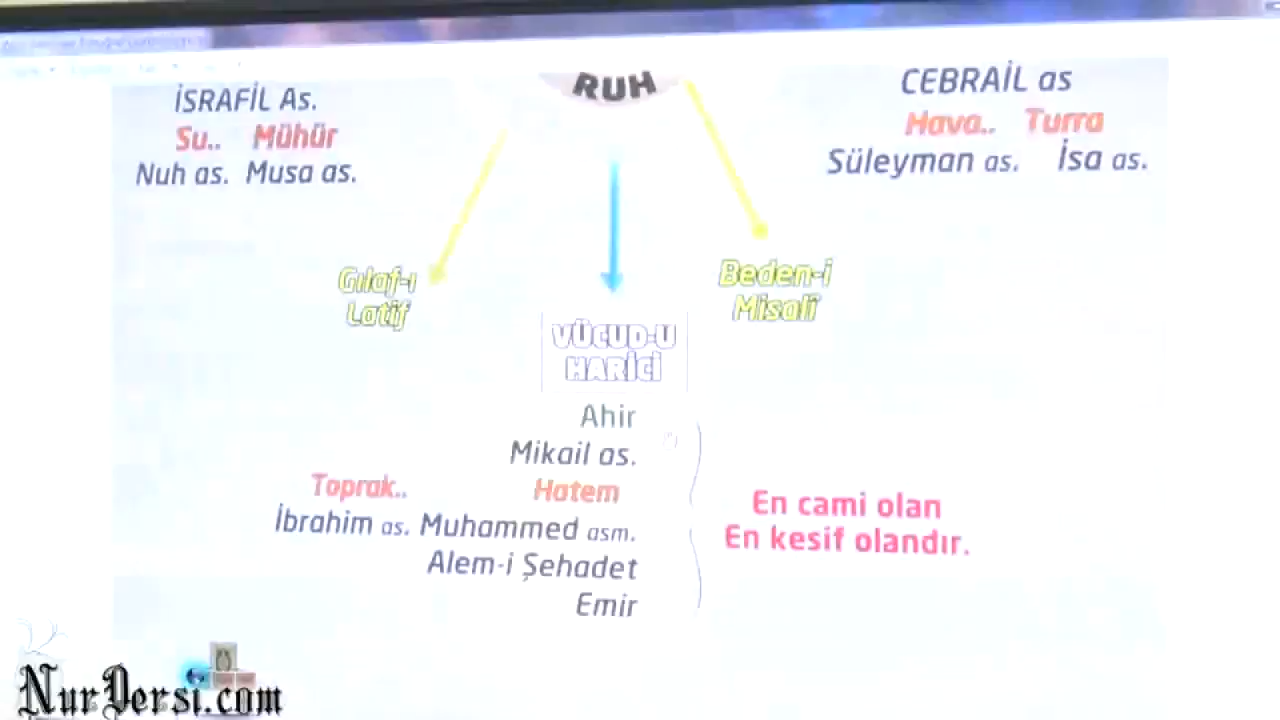 RUH
İSRAFİL As.
Su.. Mühür
Nuh as. Musa as.
CEBRAİL as
Hava.. Turra
Süleyman as. İsa as.
Gılaf-ı
Latif
Beden-i
Misalî
VÜCUD-U
HARİCİ
Ahir
Mikail as.
Toprak.. Hatem
İbrahim as. Muhammed asm.
Alem-i Şehadet
Emir
En cami olan
En kesif olandır.
NurDersi.com